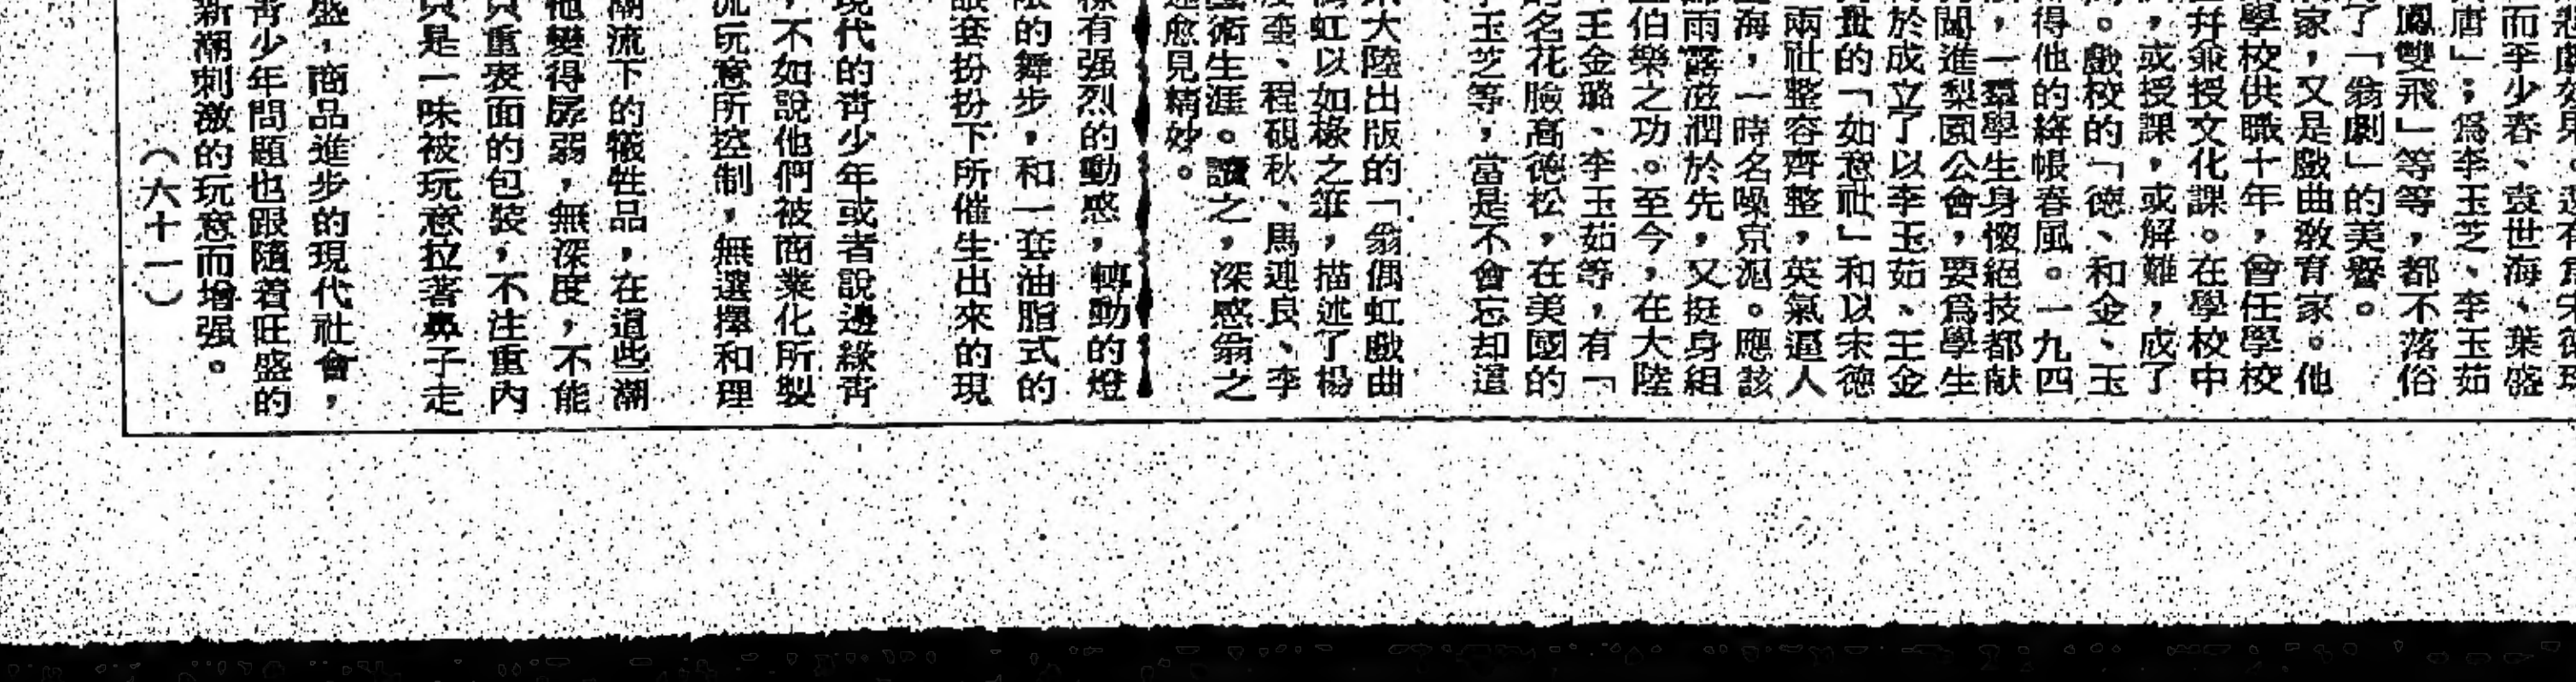 而李少春、袁世海、葉盛
唐」；爲李玉芝、李玉茹
鳳雙飛」等等，都不落俗
了「翁劇」的美譽。
家，又是戲曲教育家。他
學校供職十年，曾任學校
幷兼授文化課。在學校中
，或授課，或解難，成了
。戲校的「德、和金、玉
得他的絳帳春風。一九四
，一羣學生身懷絕技都献
闖進梨園公會，要爲學生
於成立了以李玉茹、王金
的「如意社」和以宋德
兩社整容齊整，英氣逼人
海，一時名噪京滬。應該
雨露滋潤於先，又挺身組
伯樂之功。至今，在大陸
王金璐、李玉茹等，有「
名花臉高德松，在美國的
玉芝等，當是不會忘却這
大陸出版的「翁偶虹戲曲
虹以如椽之筆，描述了楊
、程硯秋、馬連良、李
術生涯。讀之，深感翁之
愈見精妙。
有强烈的動感，轉動的燈
的舞步，和一套油脂式的
套扮扮下所催生出來的現
現代的靑少年或者說邊緣靑
，不如說他們被商業化所製
流玩意所控制，無選擇和理
潮流下的犧牲品，在這些潮
他變得孱弱，無深度，不能
只重表面的包裝，不注重內
只是一味被玩意拉著鼻子走
盛，商品進步的現代社會，
靑少年問題也跟隨着旺盛的
新潮刺激的玩意而增强。
（六十一）